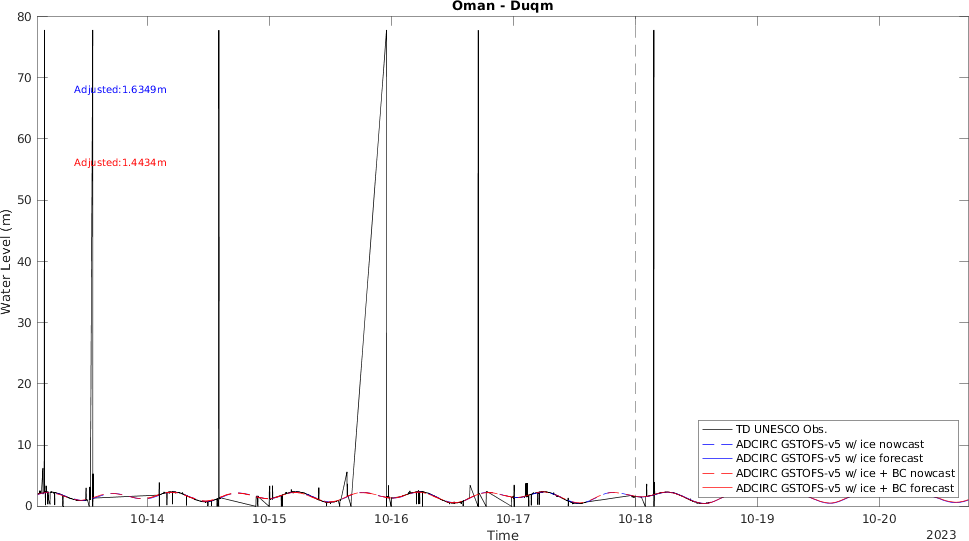 Oman - Duqm
80
70
60
50
40
30
20
10
0
Water Level (m)
Adjusted:1.6349m
Adjusted:1.4434m
TD UNESCO Obs.
ADCIRC GSTOFS-v5 w/ ice nowcast
ADCIRC GSTOFS-v5 w/ ice forecast
ADCIRC GSTOFS-v5 w/ ice + BC nowcast
ADCIRC GSTOFS-v5 w/ ice + BC forecast
10-14 10-15 10-16 10-17 10-18 10-19 10-20
Time
2023